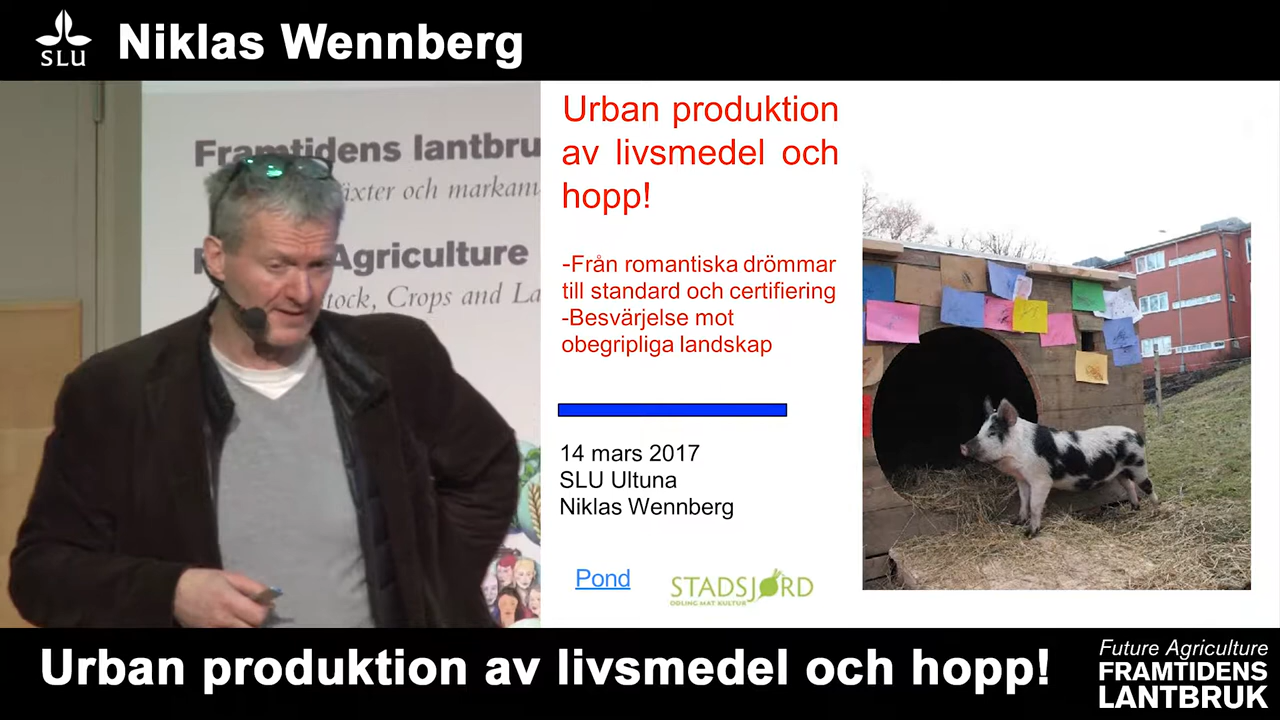 SLU
Niklas Wennberg
Framtidens lantbru
växter och markanv
Agriculture
tock, Crops and La
Urban produktion
av livsmedel och
hopp!
-Från romantiska drömmar
till standard och certifiering
-Besvärjelse mot
obegripliga landskap
14 mars 2017
SLU Ultuna
Niklas Wennberg
Pond
STADSJORD
ODLING MAT KULTUR
Urban produktion av livsmedel och hopp!
Future Agriculture
FRAMTIDENS
LANTBRUK